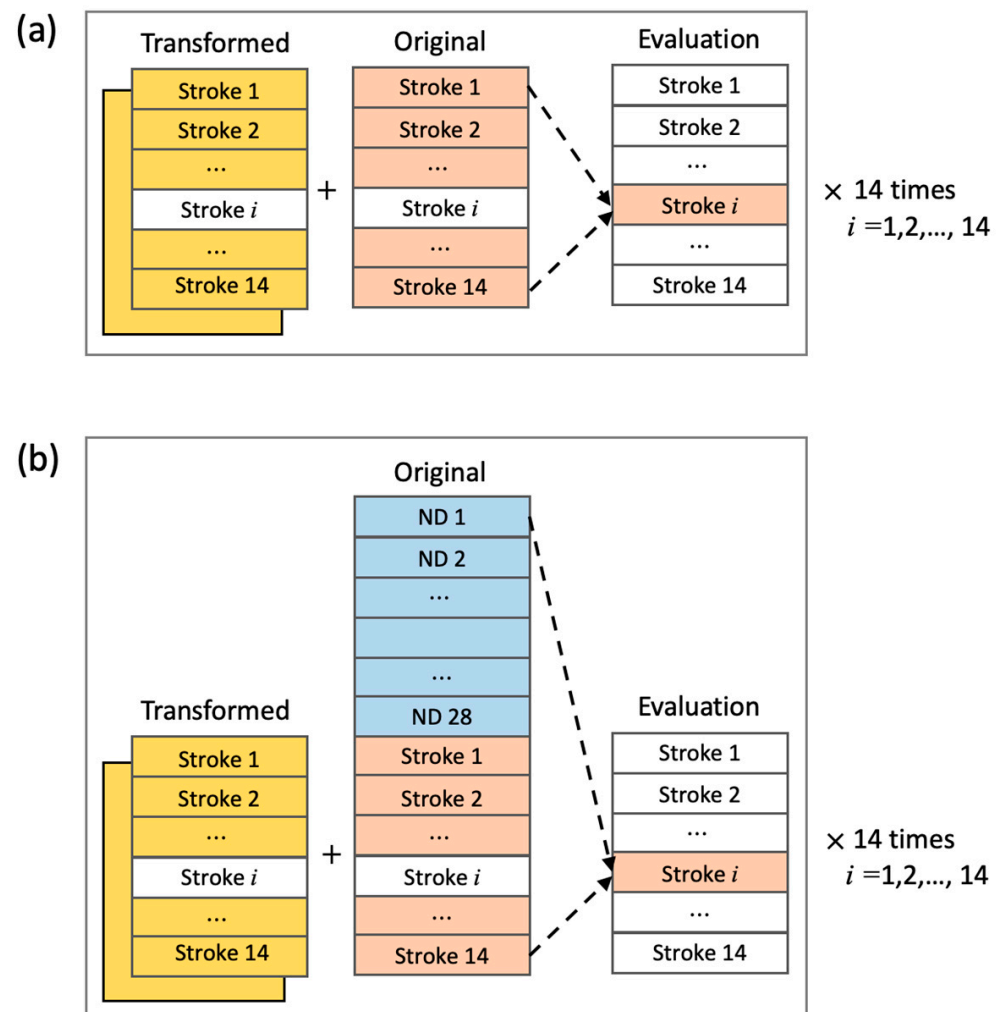 (a)
Transformed
Original
Evaluation
Stroke 1
Stroke 2
...
Stroke i
...
Stroke 14
+
Stroke 1
Stroke 2
...
Stroke i
...
Stroke 14
Stroke 1
Stroke 2
...
Stroke i
...
Stroke 14
× 14 times
i =1,2,..., 14
(b)
Original
ND 1
ND 2
...
...
ND 28
Transformed
Stroke 1
Stroke 2
...
Stroke i
...
Stroke 14
+
Stroke 1
Stroke 2
...
Stroke i
...
Stroke 14
Evaluation
Stroke 1
Stroke 2
...
Stroke i
...
Stroke 14
× 14 times
i =1,2,..., 14